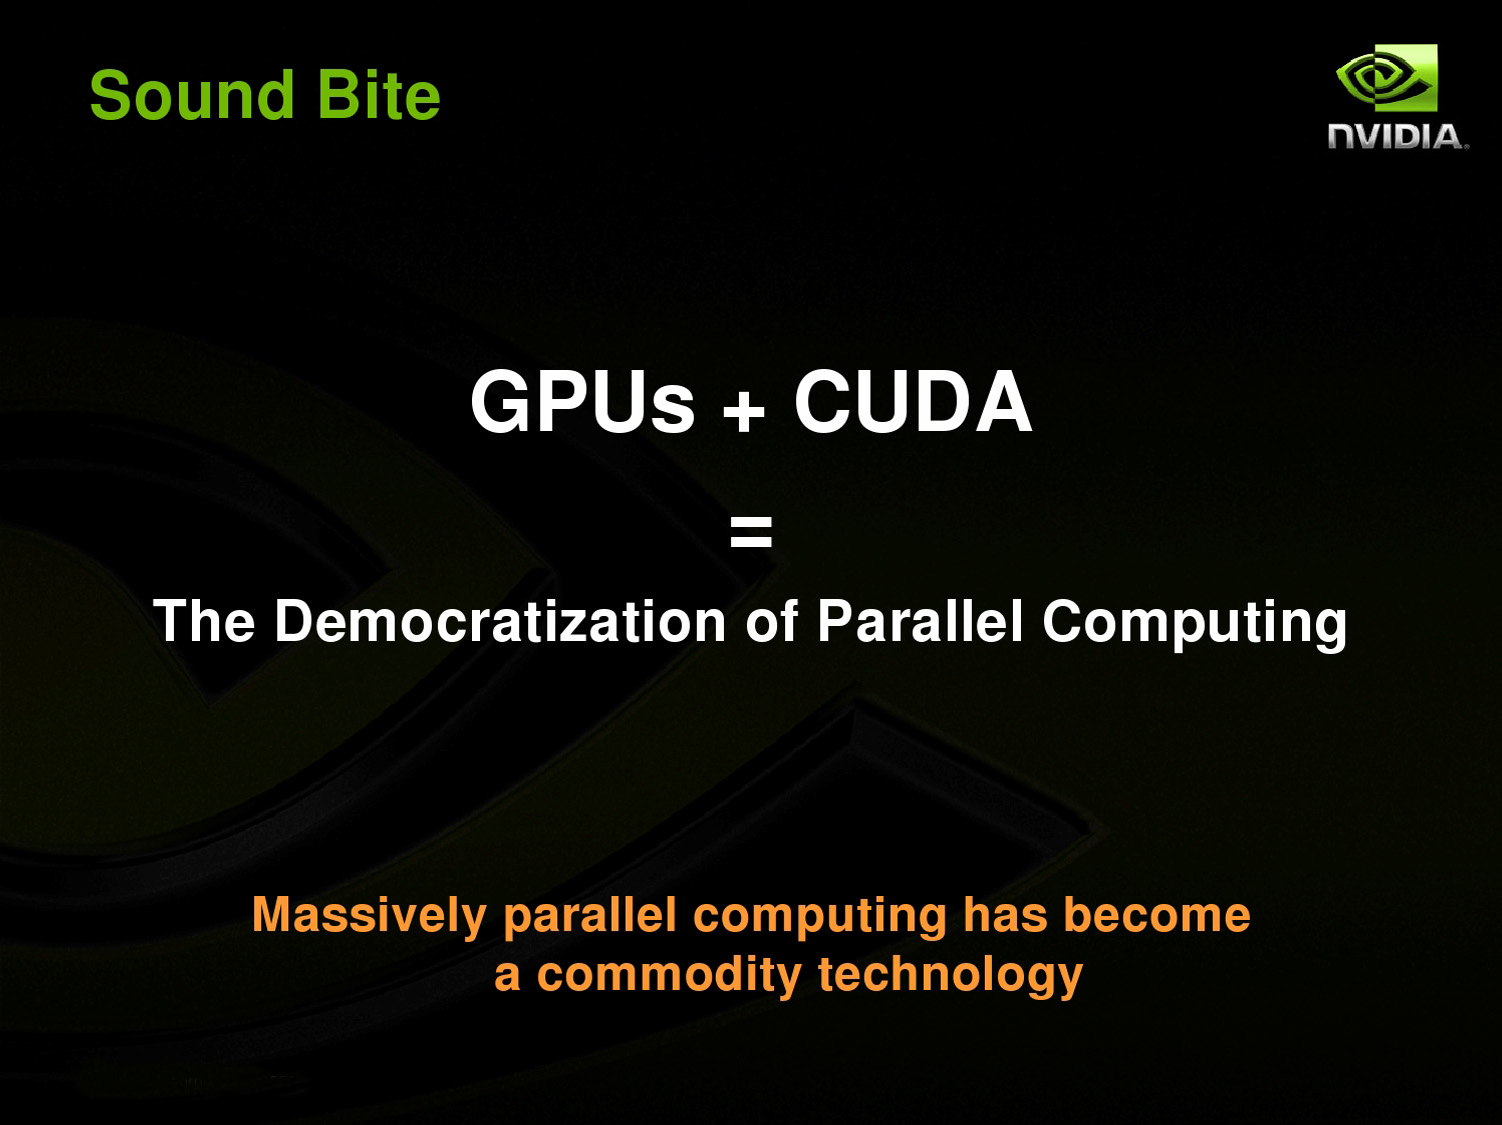 Sound Bite
NVIDIA.
GPUs + CUDA
=
The Democratization of Parallel Computing
Massively parallel computing has become
a commodity technology